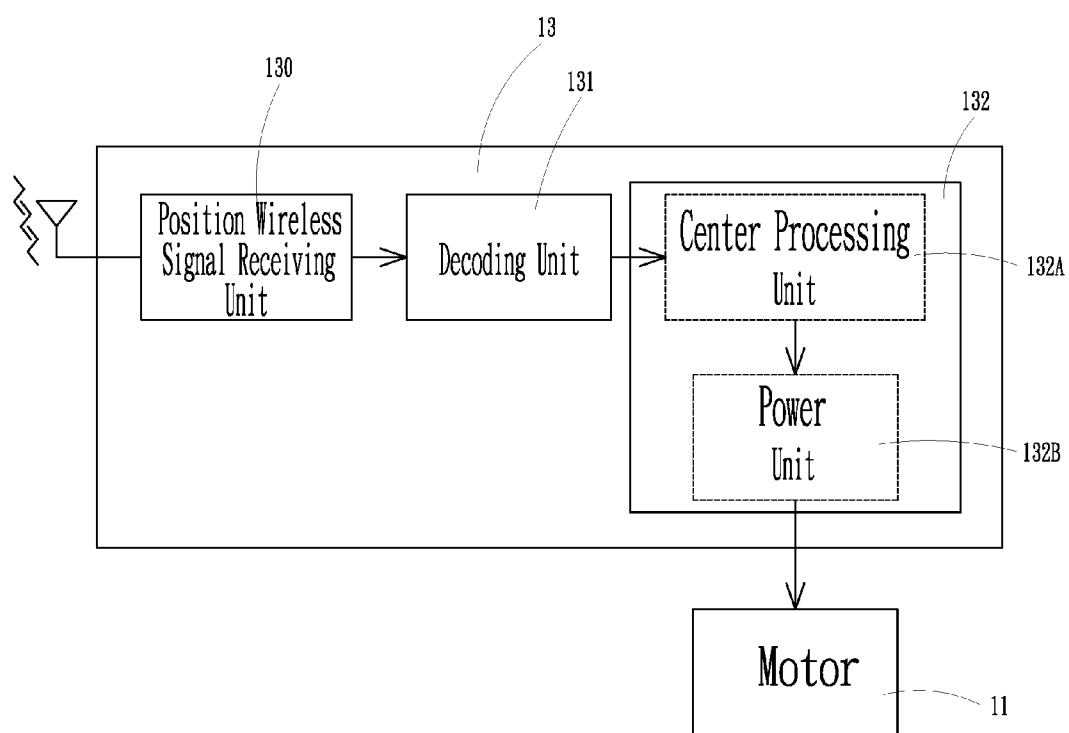 13
130
131
132
Position Wireless
Signal Receiving
Unit
Decoding Unit
Center Processing
Unit
132A
Power
Unit
132B
Motor
11